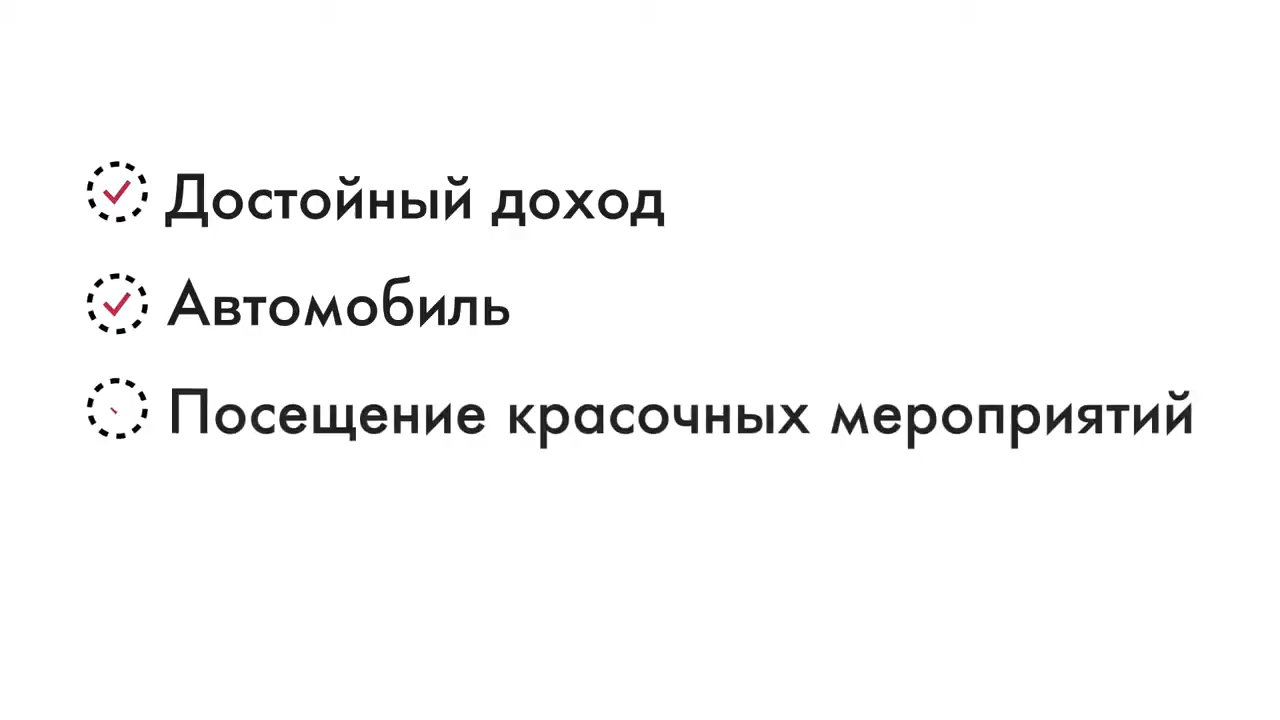 Достойный доход
Автомобиль
Посещение красочных мероприятий